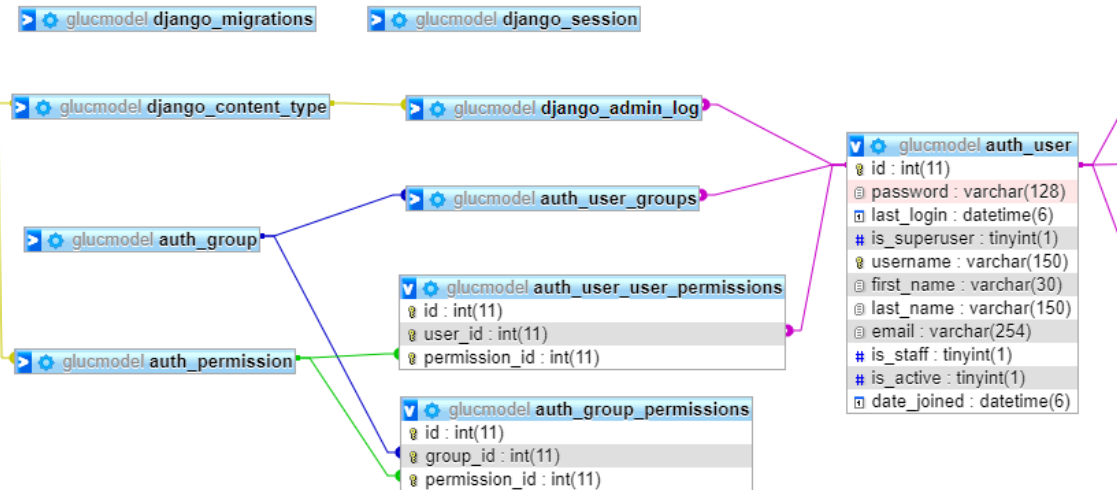 glucmodel django_migrations
glucmodel django_session
glucmodel django_content_type
glucmodel django_admin_log
glucmodel auth_user
id : int(11)
password : varchar(128)
last_login : datetime(6)
is_superuser : tinyint(1)
username : varchar(150)
first_name : varchar(30)
last_name : varchar(150)
email : varchar(254)
is_staff : tinyint(1)
is_active : tinyint(1)
date_joined : datetime(6)
glucmodel auth_user_groups
glucmodel auth_group
glucmodel auth_user_user_permissions
id : int(11)
user_id : int(11)
permission_id : int(11)
glucmodel auth_permission
glucmodel auth_group_permissions
id : int(11)
group_id : int(11)
permission_id : int(11)